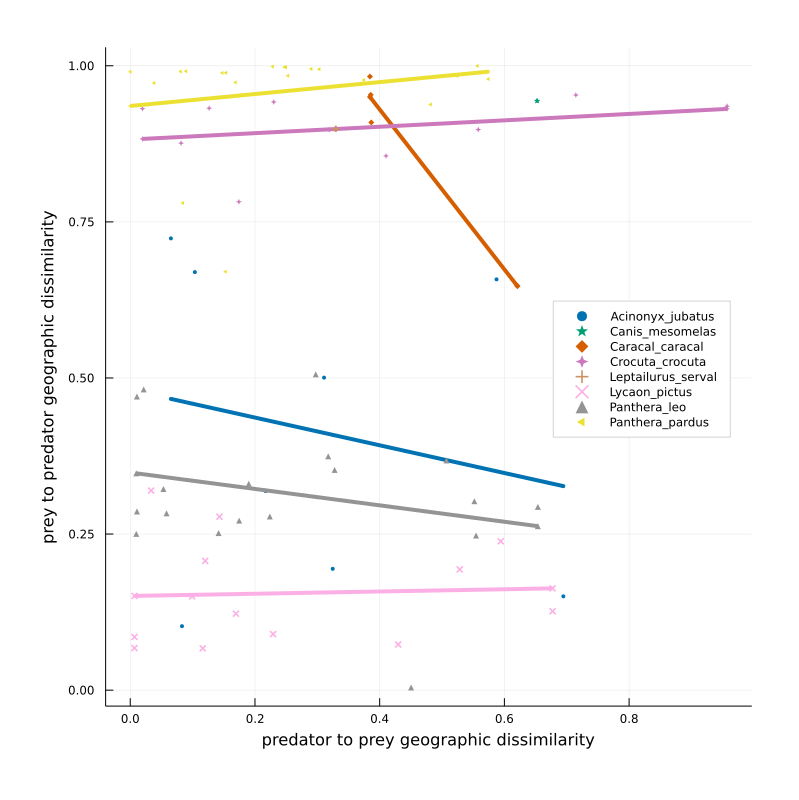 prey to predator geographic dissimilarity
1.00
0.75
0.50
0.25
0.00
Acinonyx_jubatus
Canis_mesomelas
Caracal_caracal
Crocuta_crocuta
Leptailurus_serval
Lycaon_pictus
Panthera_leo
Panthera_pardus
0.0 0.2 0.4 0.6 0.8
predator to prey geographic dissimilarity